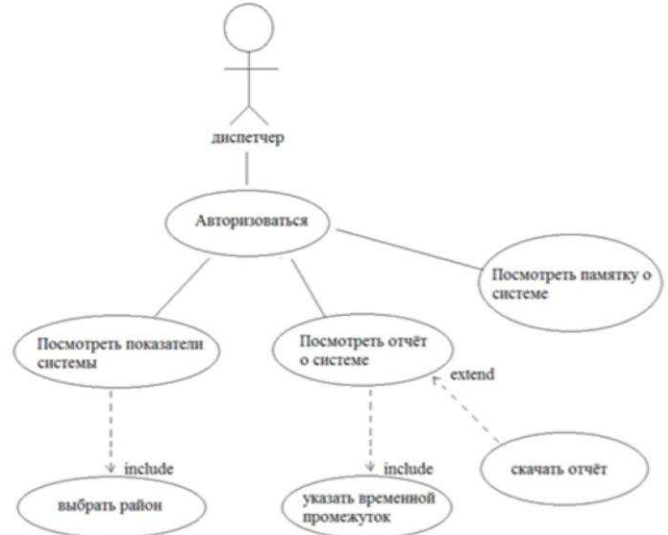 диспетчер
Авторизоваться
Посмотреть памятку о
системе
Посмотреть показатели
системы
Посмотреть отчёт
о системе
extend
include
include
скачать отчёт
выбрать район
указать временной
промежуток